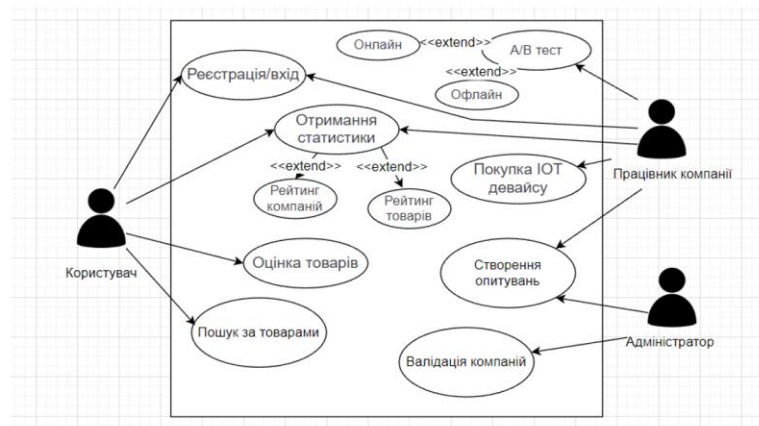 Онлайн
<<extend>>
А/В тест
Реєстрація/вхід
<<extend>>
Офлайн
Отримання
статистики
<<extend>>
<<extend>>
Рейтинг
компаній
Рейтинг
товарів
Покупка ІОТ
девайсу
Працівник компанії
Користувач
Оцінка товарів
Створення
опитувань
Пошук за товарами
Валідація компаній
Адміністратор